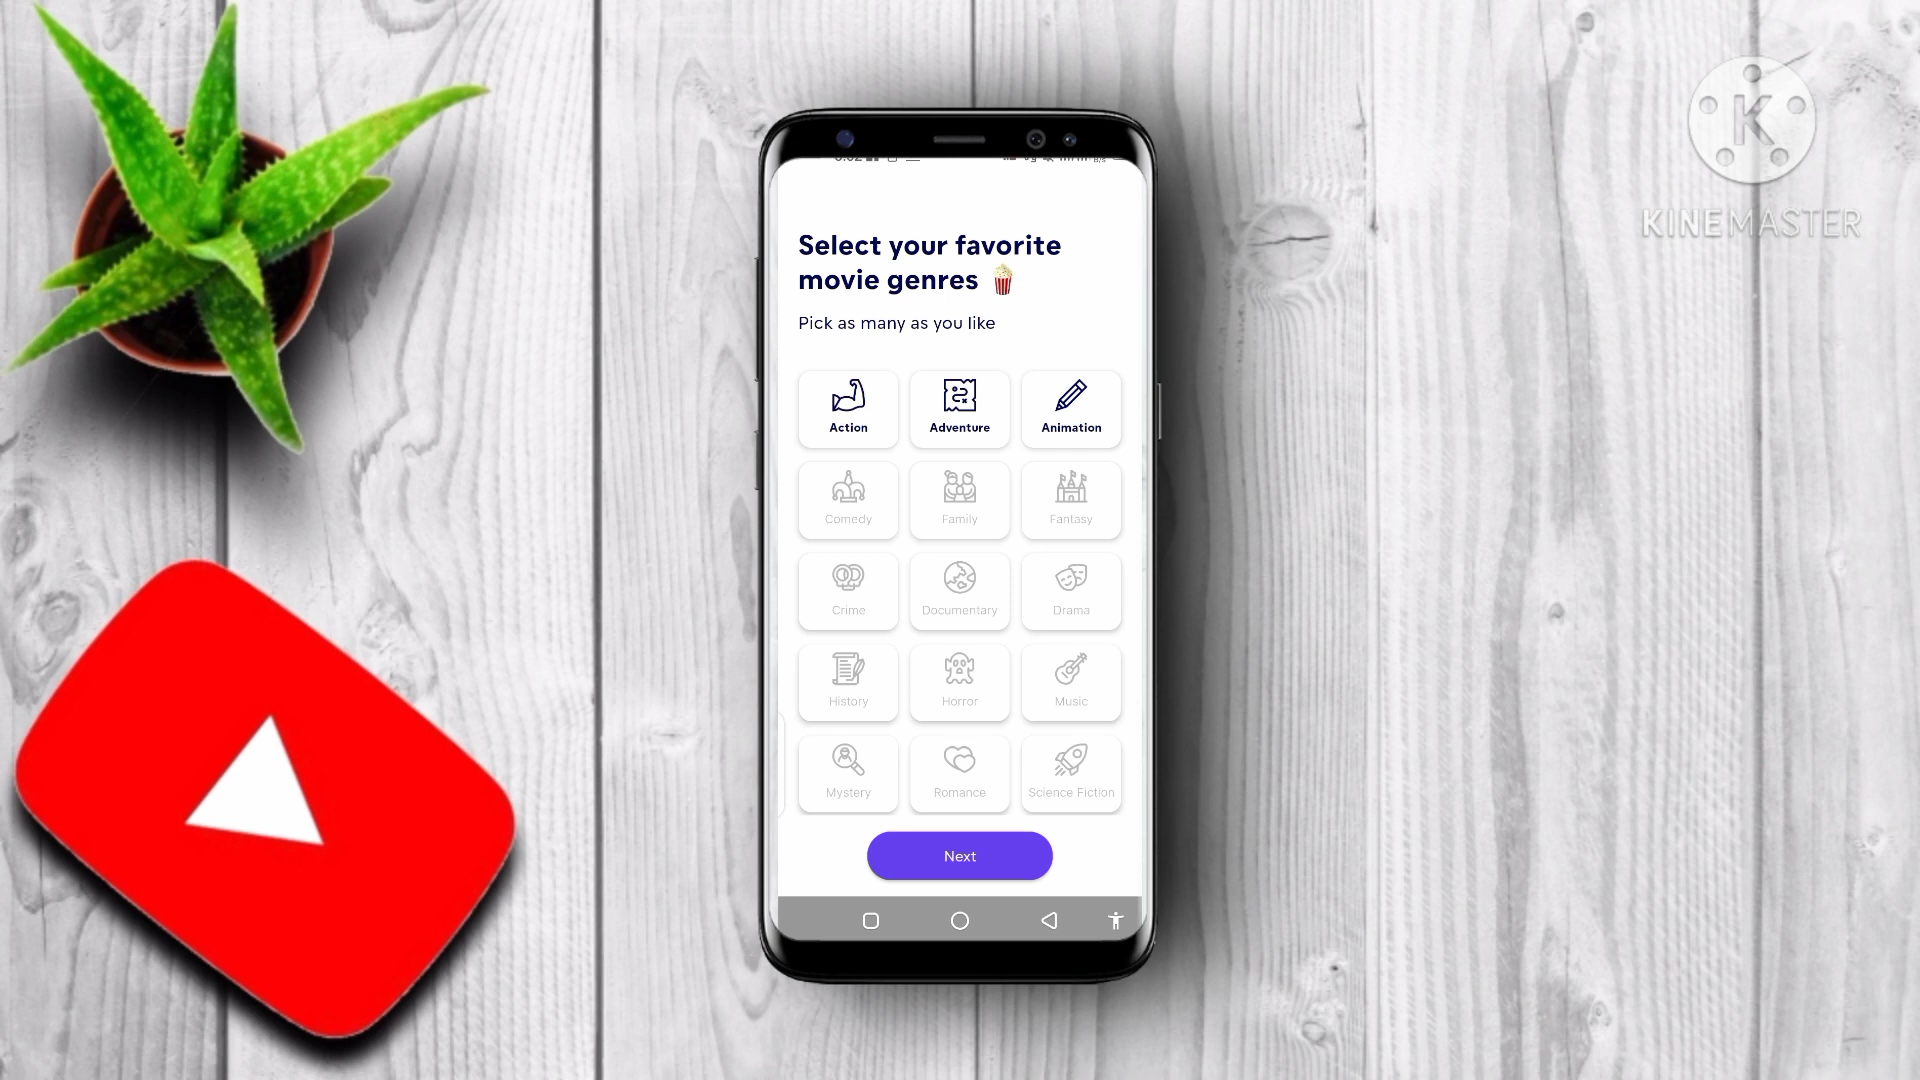 KINEMASTER
Select your favorite
movie genres
Pick as many as you like
Action
Adventure
Animation
Comedy
Family
Fantasy
Crime
Documentary
Drama
History
Horror
Music
Mystery
Romance
Science Fiction
Next